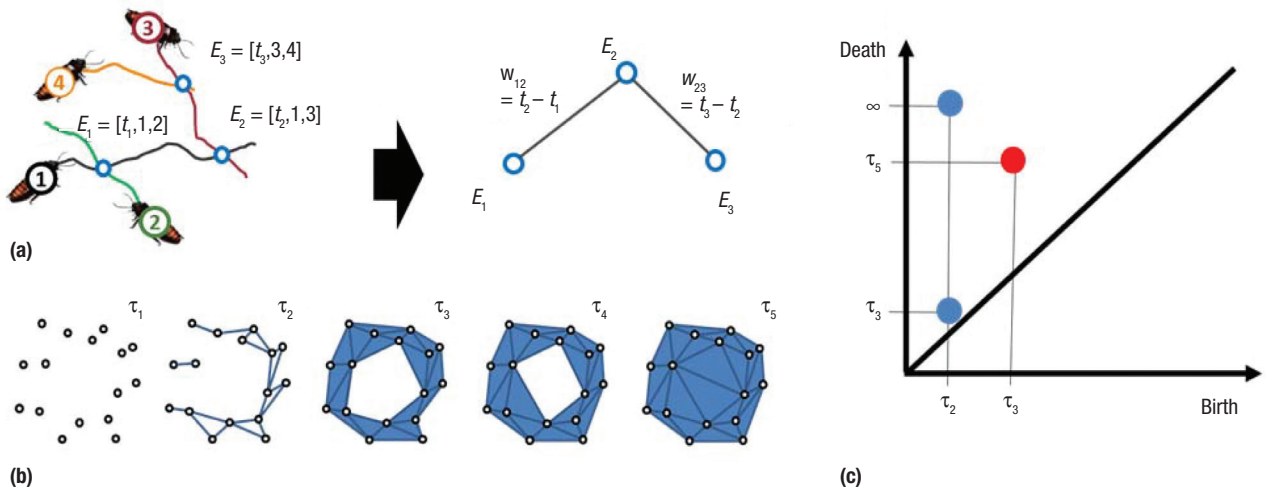 3
E₃ = [t₃,3,4]
4
E₁ = [t₁,1,2]
E₂ = [t₂,1,3]
1
2
(a)
E₂
w₁₂
= t₂ – t₁
w₂₃
= t₃ – t₂
E₁
E₃
τ₁
τ₂
τ₃
τ₄
τ₅
(b)
Death
∞
τ₅
τ₃
τ₂
τ₃
Birth
(c)